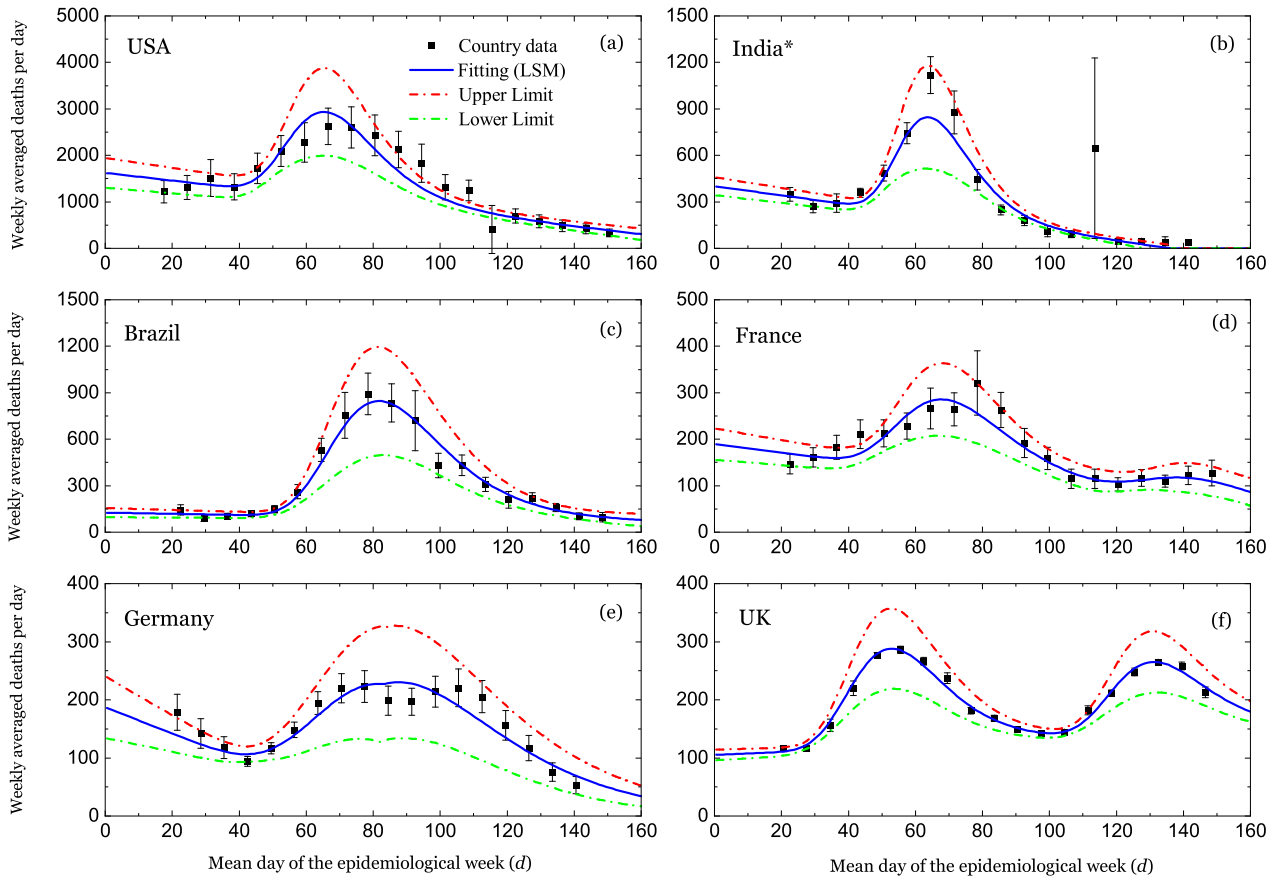 USA
(a)
Country data
Fitting (LSM)
Upper Limit
Lower Limit
5000
4000
3000
2000
1000
0
0 20 40 60 80 100 120 140 160
Weekly averaged deaths per day
India*
(b)
1500
1200
900
600
300
0
0 20 40 60 80 100 120 140 160
Brazil
(c)
1500
1200
900
600
300
0
0 20 40 60 80 100 120 140 160
Weekly averaged deaths per day
France
(d)
500
400
300
200
100
0
0 20 40 60 80 100 120 140 160
Germany
(e)
400
300
200
100
0
0 20 40 60 80 100 120 140 160
Weekly averaged deaths per day
Mean day of the epidemiological week (d)
UK
(f)
400
300
200
100
0
0 20 40 60 80 100 120 140 160
Mean day of the epidemiological week (d)